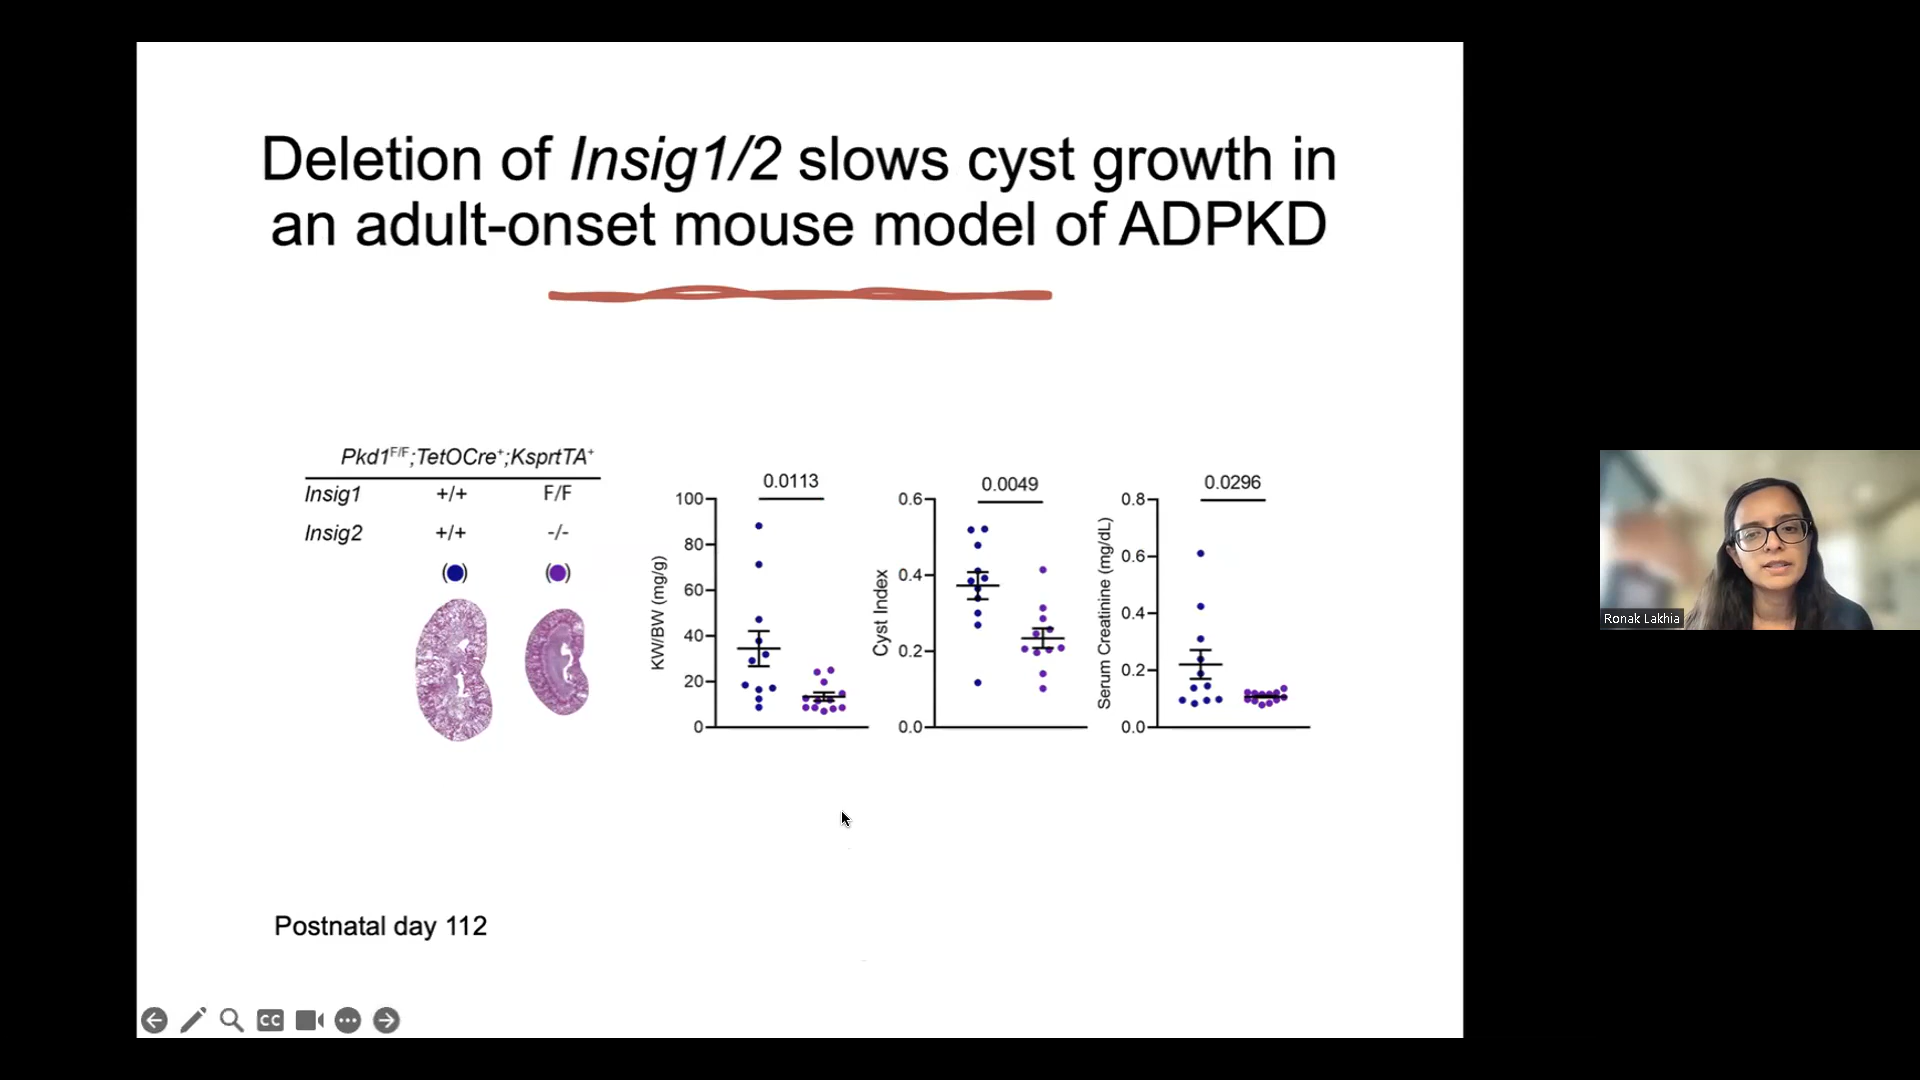 Deletion of Insig1/2 slows cyst growth in
an adult-onset mouse model of ADPKD
Pkd1F/F;TetOCre+;KsprtTA+
Insig1 +/+ F/F
Insig2 +/+ -/-
(●) (●)
0.0113
100
80
60
40
20
0
KW/BW (mg/g)
0.0049
0.6
0.4
0.2
0.0
Cyst Index
0.0296
0.8
0.6
0.4
0.2
0.0
Serum Creatinine (mg/dL)
Postnatal day 112
CC
Ronak Lakhia